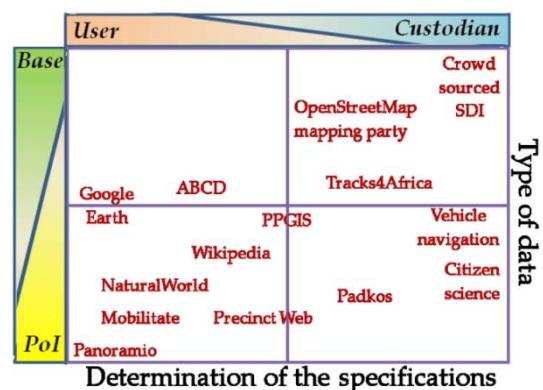 User
Custodian
Base
Crowd
sourced
SDI
OpenStreetMap
mapping party
Tracks4Africa
ABCD
Google
Earth
PPGIS
Vehicle
navigation
Wikipedia
Citizen
science
NaturalWorld
Padkos
Mobilitate
Precinct Web
Panoramio
PoI
Type of data
Determination of the specifications